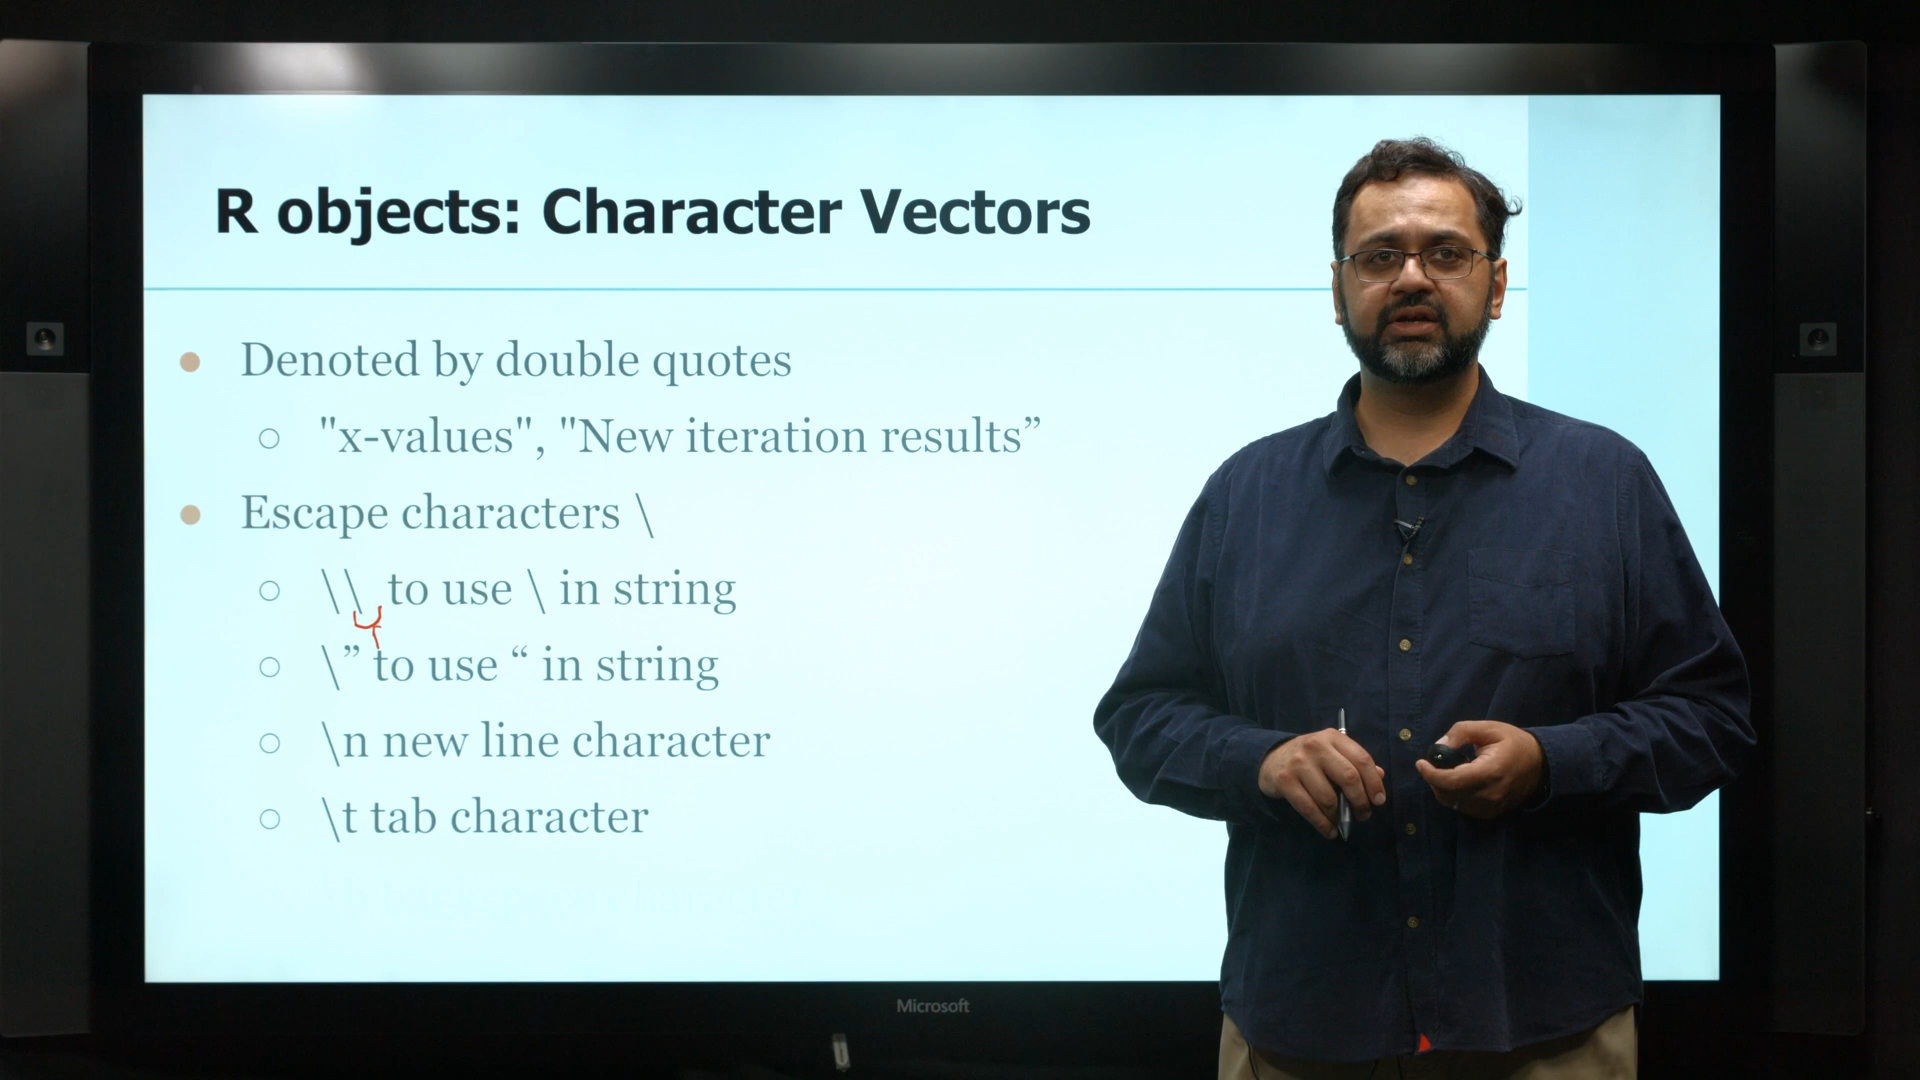 R objects: Character Vectors
Denoted by double quotes
"x-values", "New iteration results”
Escape characters \
\\ to use \ in string
\” to use “ in string
\n new line character
\t tab character
Microsoft